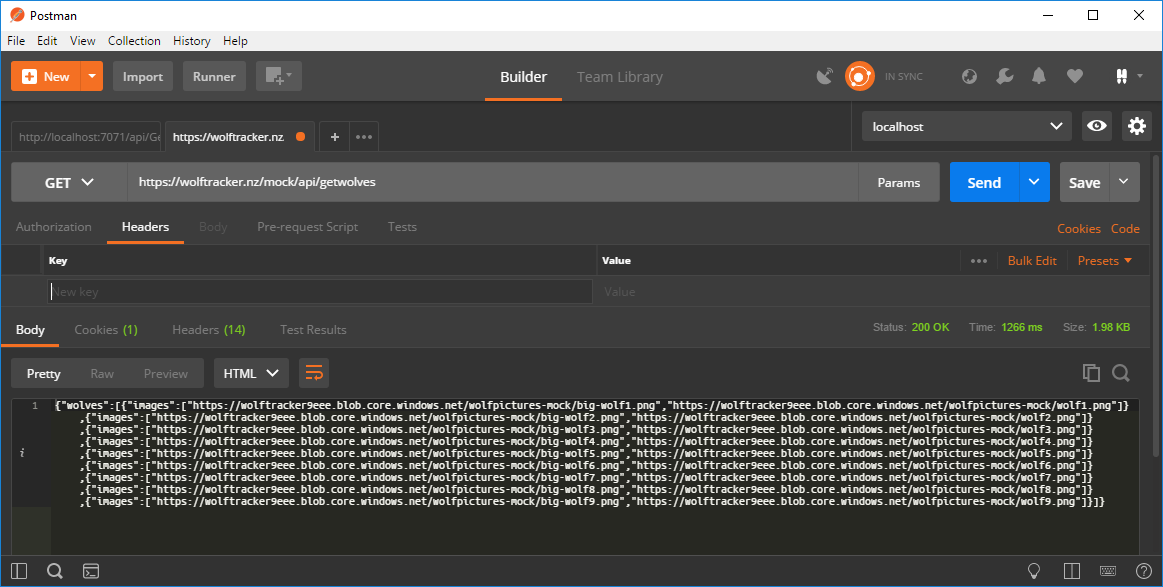 Postman
File Edit View Collection History Help
New Import Runner Builder Team Library IN SYNC
http://localhost:7071/api/Ge https://wolftracker.nz + ••• localhost
GET https://wolftracker.nz/mock/api/getwolves Params Send Save
Authorization Headers Body Pre-request Script Tests Cookies Code
Key Value ••• Bulk Edit Presets
New key Value
Body Cookies (1) Headers (14) Test Results Status: 200 OK Time: 1266 ms Size: 1.98 KB
Pretty Raw Preview HTML
1 {"wolves":[{"images":["https://wolftracker9eee.blob.core.windows.net/wolfpictures-mock/big-wolf1.png","https://wolftracker9eee.blob.core.windows.net/wolfpictures-mock/wolf1.png"]}
,{"images":["https://wolftracker9eee.blob.core.windows.net/wolfpictures-mock/big-wolf2.png","https://wolftracker9eee.blob.core.windows.net/wolfpictures-mock/wolf2.png"]}
,{"images":["https://wolftracker9eee.blob.core.windows.net/wolfpictures-mock/big-wolf3.png","https://wolftracker9eee.blob.core.windows.net/wolfpictures-mock/wolf3.png"]}
,{"images":["https://wolftracker9eee.blob.core.windows.net/wolfpictures-mock/big-wolf4.png","https://wolftracker9eee.blob.core.windows.net/wolfpictures-mock/wolf4.png"]}
i ,{"images":["https://wolftracker9eee.blob.core.windows.net/wolfpictures-mock/big-wolf5.png","https://wolftracker9eee.blob.core.windows.net/wolfpictures-mock/wolf5.png"]}
,{"images":["https://wolftracker9eee.blob.core.windows.net/wolfpictures-mock/big-wolf6.png","https://wolftracker9eee.blob.core.windows.net/wolfpictures-mock/wolf6.png"]}
,{"images":["https://wolftracker9eee.blob.core.windows.net/wolfpictures-mock/big-wolf7.png","https://wolftracker9eee.blob.core.windows.net/wolfpictures-mock/wolf7.png"]}
,{"images":["https://wolftracker9eee.blob.core.windows.net/wolfpictures-mock/big-wolf8.png","https://wolftracker9eee.blob.core.windows.net/wolfpictures-mock/wolf8.png"]}
,{"images":["https://wolftracker9eee.blob.core.windows.net/wolfpictures-mock/big-wolf9.png","https://wolftracker9eee.blob.core.windows.net/wolfpictures-mock/wolf9.png"]}]}